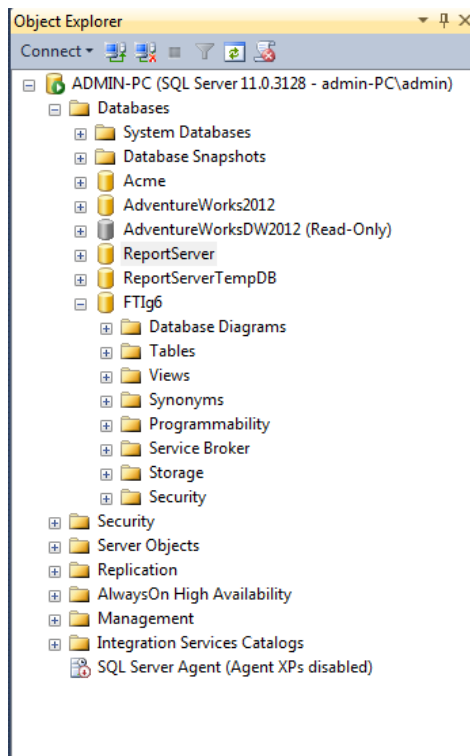 Object Explorer
Connect
ADMIN-PC (SQL Server 11.0.3128 - admin-PC\admin)
Databases
System Databases
Database Snapshots
Acme
AdventureWorks2012
AdventureWorksDW2012 (Read-Only)
ReportServer
ReportServerTempDB
FTIg6
Database Diagrams
Tables
Views
Synonyms
Programmability
Service Broker
Storage
Security
Security
Server Objects
Replication
AlwaysOn High Availability
Management
Integration Services Catalogs
SQL Server Agent (Agent XPs disabled)